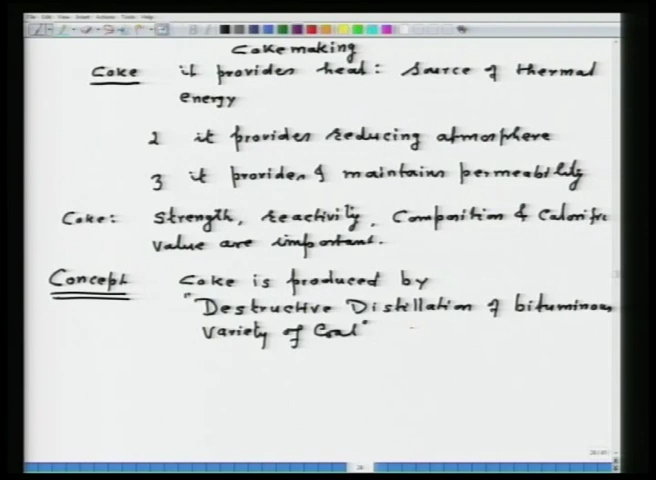 Coke making
Coke it provides heat: source of thermal
energy
2 it provides reducing atmosphere
3 it provides & maintains permeability
Coke: Strength, reactivity, Composition & Calorific
value are important.
Concept Coke is produced by
"Destructive Distillation of bituminous
variety of Coal"